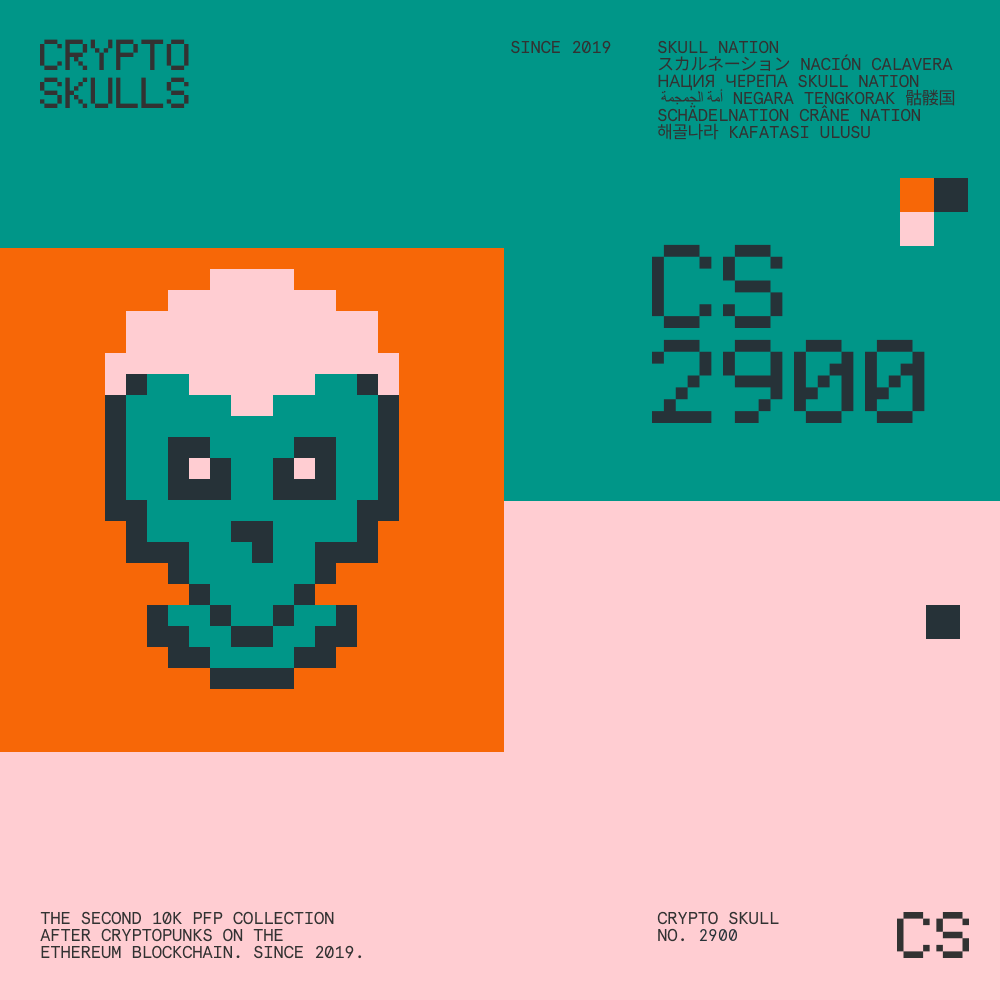 CRYPTO
SKULLS
SINCE 2019
SKULL NATION
スカルネーション NACIÓN CALAVERA
НАЦИЯ ЧЕРЕПА SKULL NATION
أمة الجمجمة NEGARA TENGKORAK 骷髅国
SCHÄDELNATION CRÂNE NATION
해골나라 KAFATASI ULUSU
CS
2900
THE SECOND 10K PFP COLLECTION
AFTER CRYPTOPUNKS ON THE
ETHEREUM BLOCKCHAIN. SINCE 2019.
CRYPTO SKULL
NO. 2900
CS